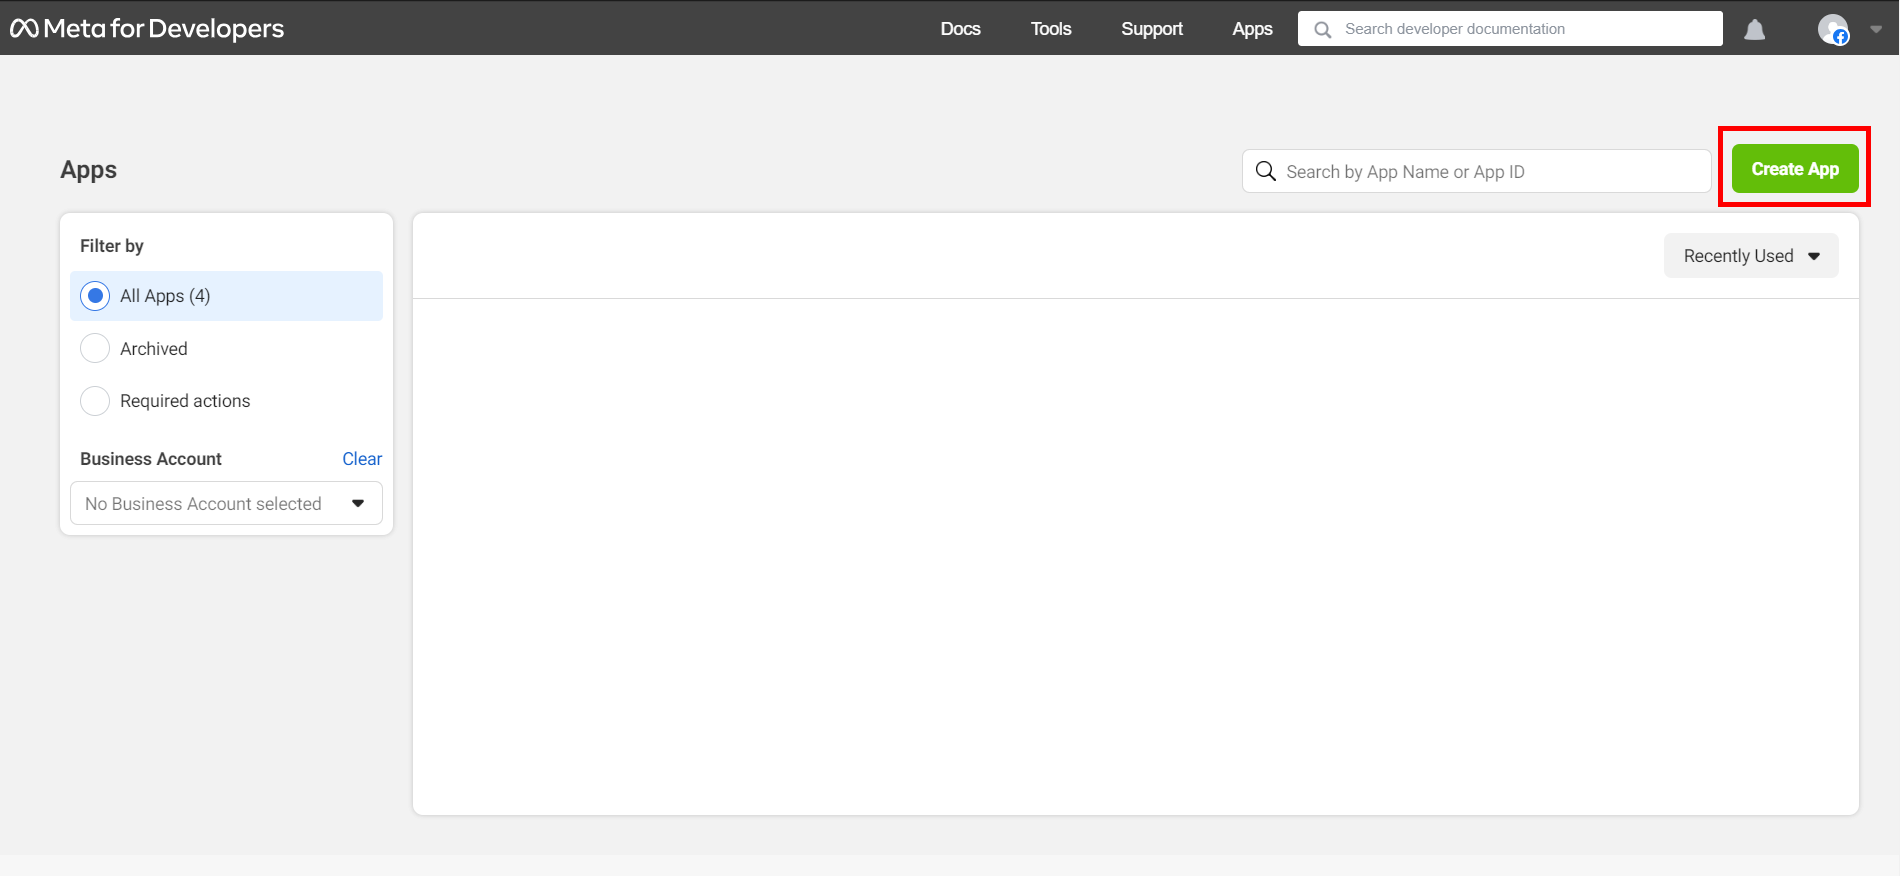 Meta for Developers
Docs
Tools
Support
Apps
Search developer documentation
Apps
Search by App Name or App ID
Create App
Filter by
All Apps (4)
Archived
Required actions
Business Account
Clear
No Business Account selected
Recently Used